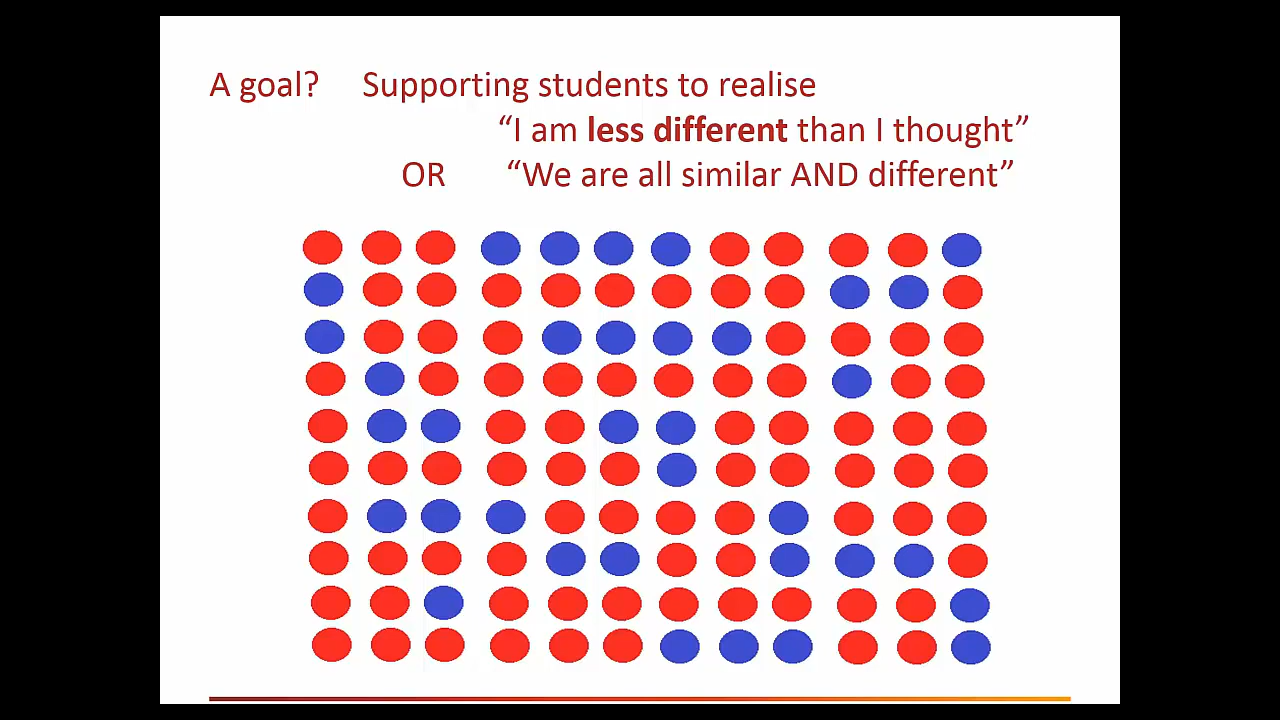 A goal? Supporting students to realise
“I am less different than I thought”
OR “We are all similar AND different”